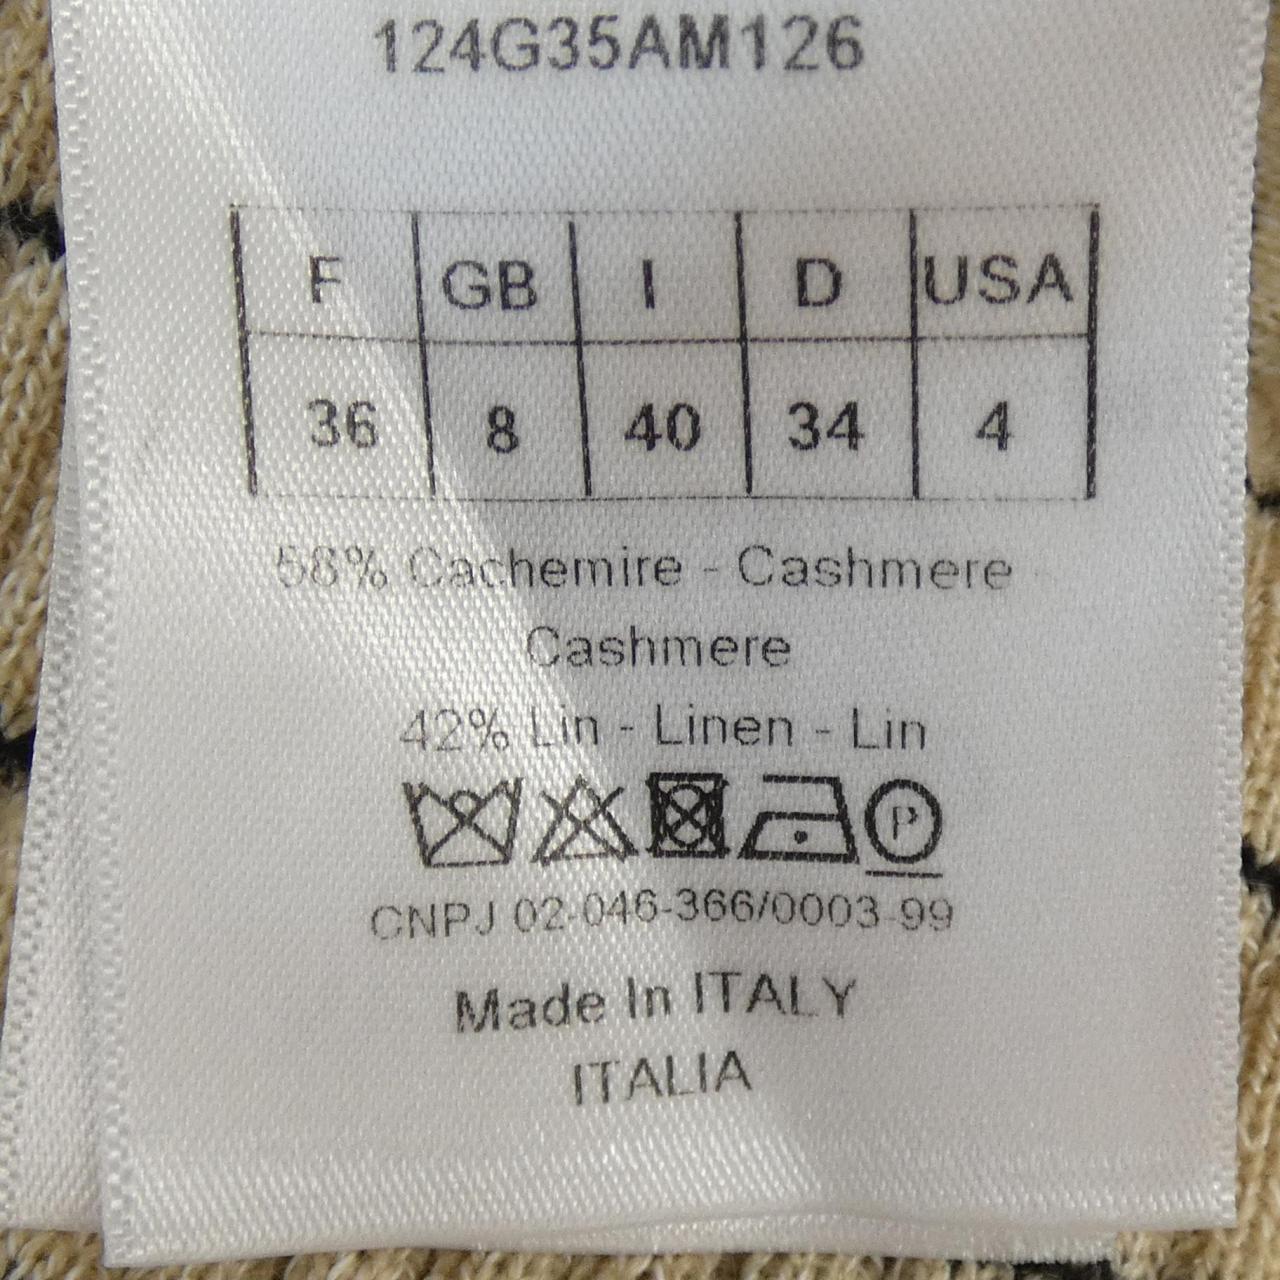 124G35AM126
F GB I D USA
36 8 40 34 4
58% Cachemire - Cashmere
Cashmere
42% Lin - Linen - Lin
P
CNPJ 02-046-366/0003-99
Made In ITALY
ITALIA